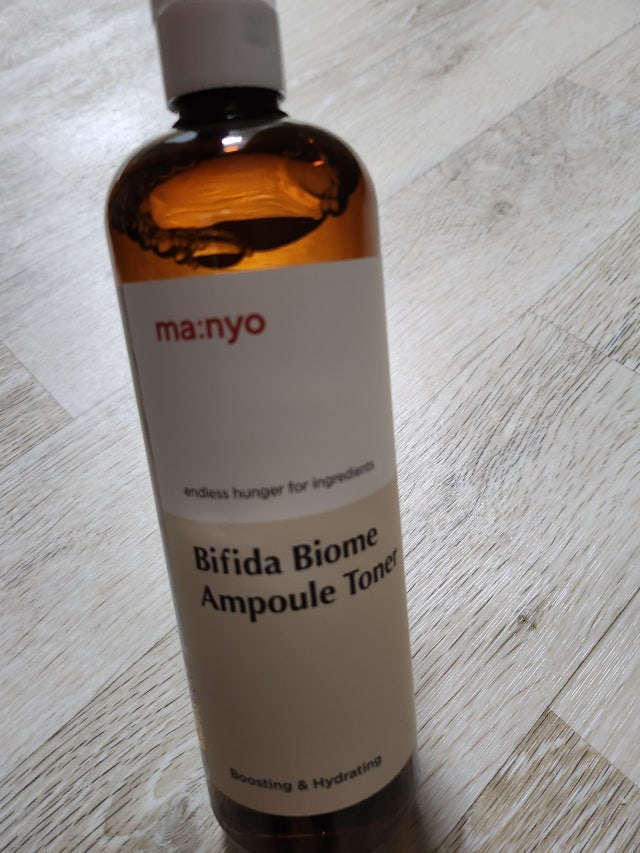 ma:nyo
endless hunger for ingredients
Bifida Biome
Ampoule Toner
Boosting & Hydrating